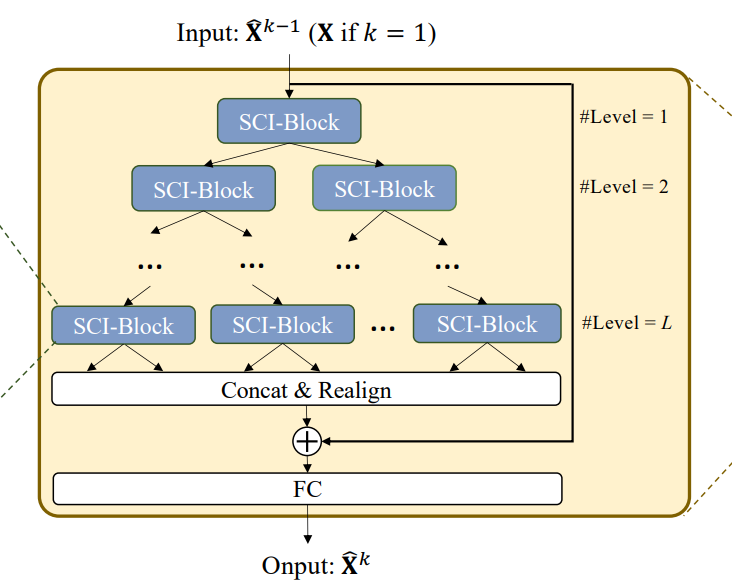 Input: X̂ᵏ⁻¹ (X if k = 1)
SCI-Block #Level = 1
SCI-Block SCI-Block #Level = 2
... ... ... ...
SCI-Block SCI-Block ... SCI-Block #Level = L
Concat & Realign
FC
Onput: X̂ᵏ